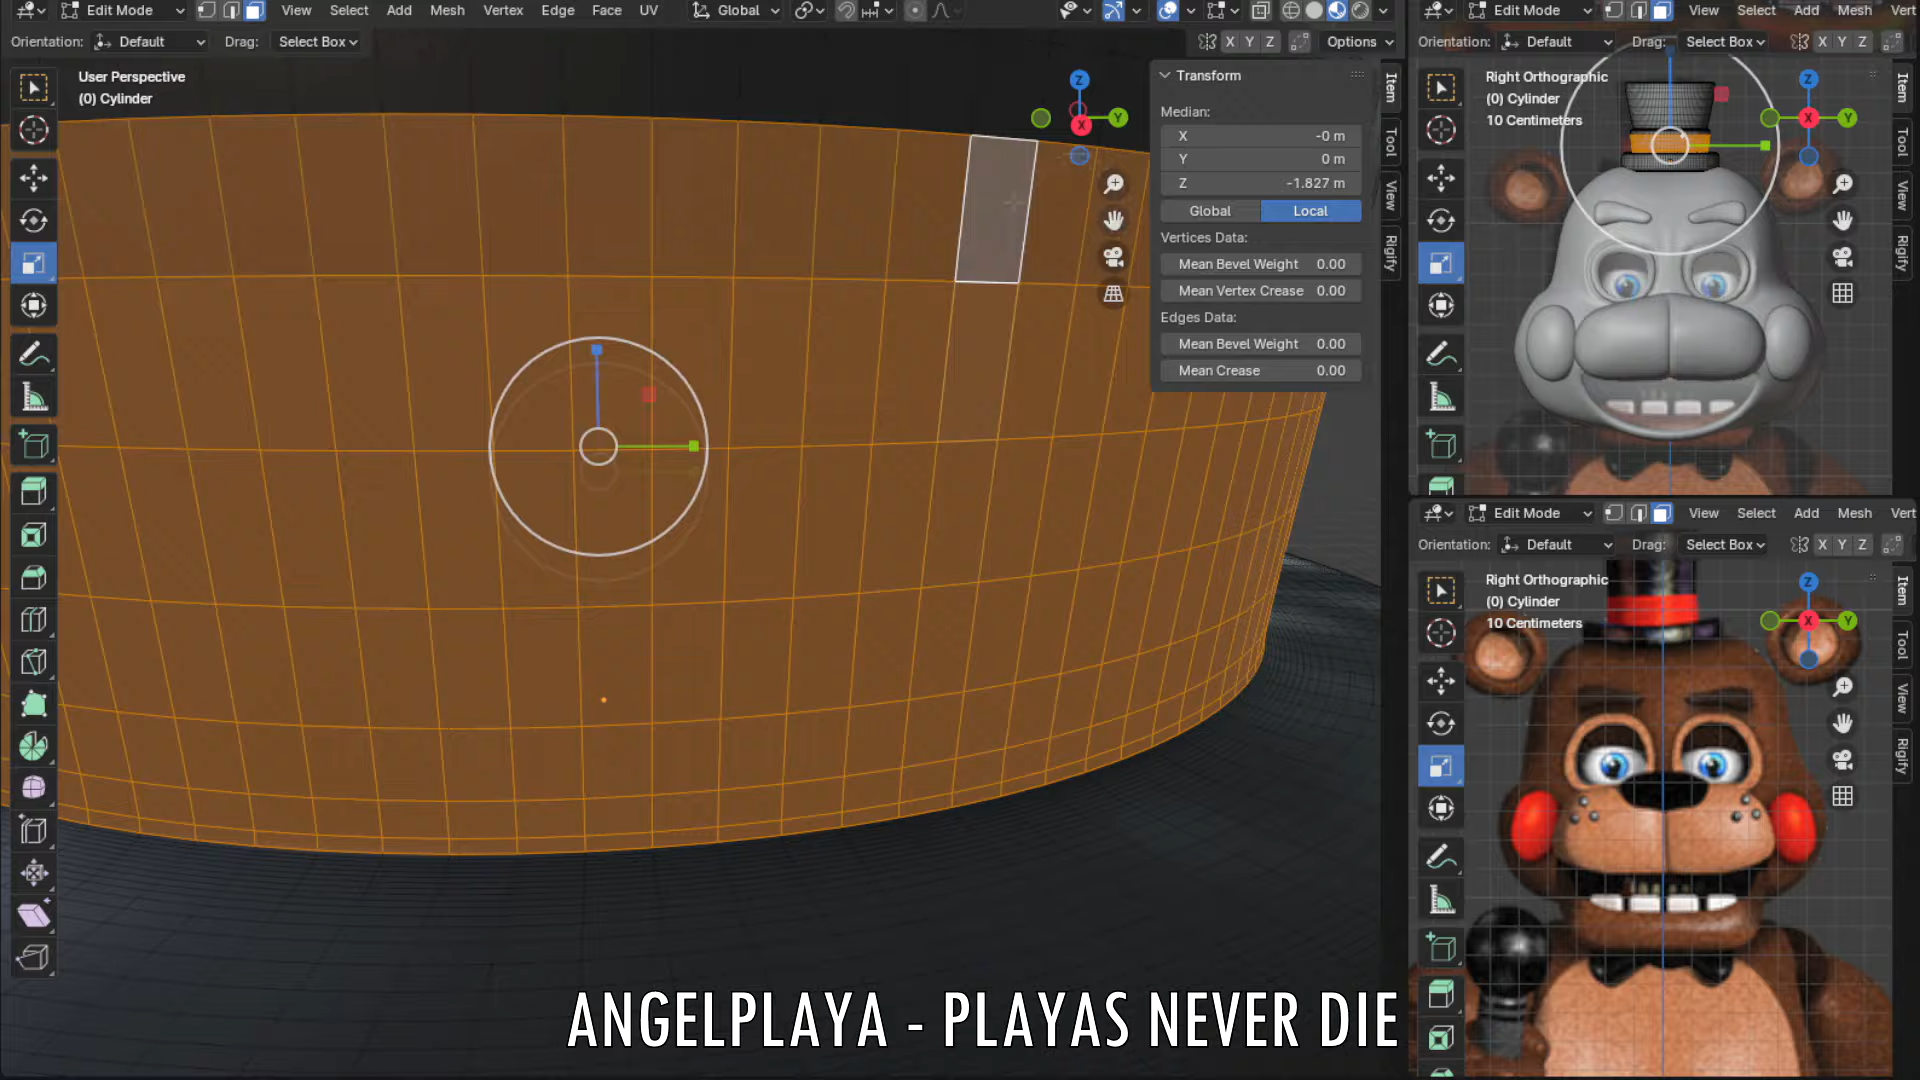 Edit Mode View Select Add Mesh Vertex Edge Face UV Global
Orientation: Default Drag: Select Box X Y Z Options
User Perspective
(0) Cylinder
Z
Y
X
Transform
Median:
X -0 m
Y 0 m
Z -1.827 m
Global Local
Vertices Data:
Mean Bevel Weight 0.00
Mean Vertex Crease 0.00
Edges Data:
Mean Bevel Weight 0.00
Mean Crease 0.00
Item
Tool
View
Rigify
Edit Mode View Select Add Mesh Vert
Orientation: Default Drag: Select Box X Y Z
Right Orthographic
(0) Cylinder
10 Centimeters
Z
X Y
Item
Tool
View
Rigify
Edit Mode View Select Add Mesh Vert
Orientation: Default Drag: Select Box X Y Z
Right Orthographic
(0) Cylinder
10 Centimeters
Z
X Y
Item
Tool
View
Rigify
ANGELPLAYA - PLAYAS NEVER DIE